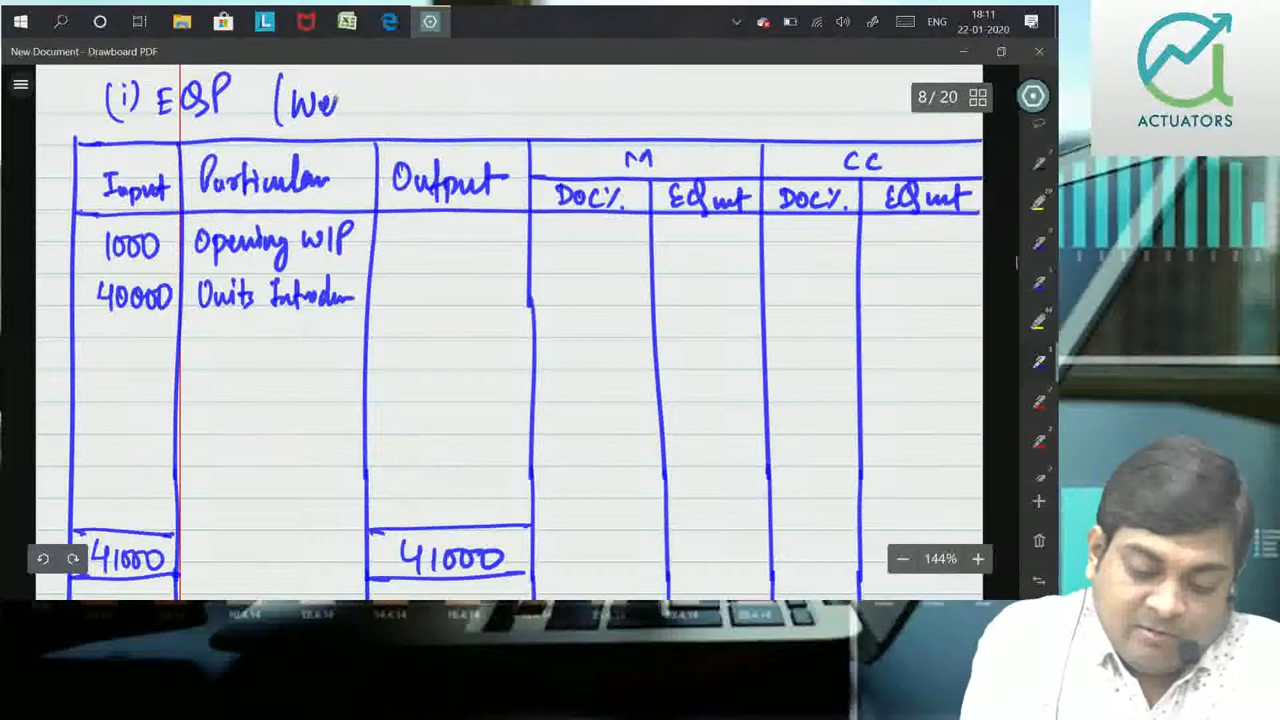 18:11
ENG
22-01-2020
New Document - Drawboard PDF
ACTUATORS
(i) EQP (We
8 / 20
Input Particular Output M CC
DOC% EQunt DOC% EQunt
1000 Opening WIP
40000 Units Introdu
41000 41000
144%